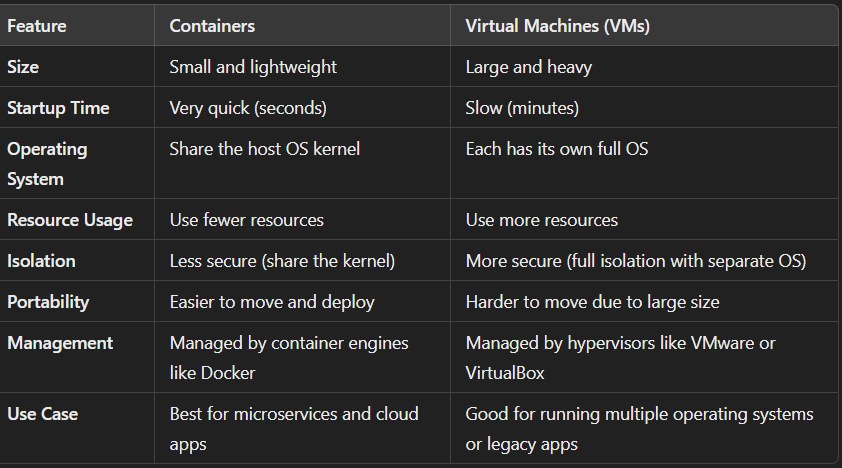 Feature Containers Virtual Machines (VMs)
Size Small and lightweight Large and heavy
Startup Time Very quick (seconds) Slow (minutes)
Operating Share the host OS kernel Each has its own full OS
System
Resource Usage Use fewer resources Use more resources
Isolation Less secure (share the kernel) More secure (full isolation with separate OS)
Portability Easier to move and deploy Harder to move due to large size
Management Managed by container engines Managed by hypervisors like VMware or
like Docker VirtualBox
Use Case Best for microservices and cloud Good for running multiple operating systems
apps or legacy apps